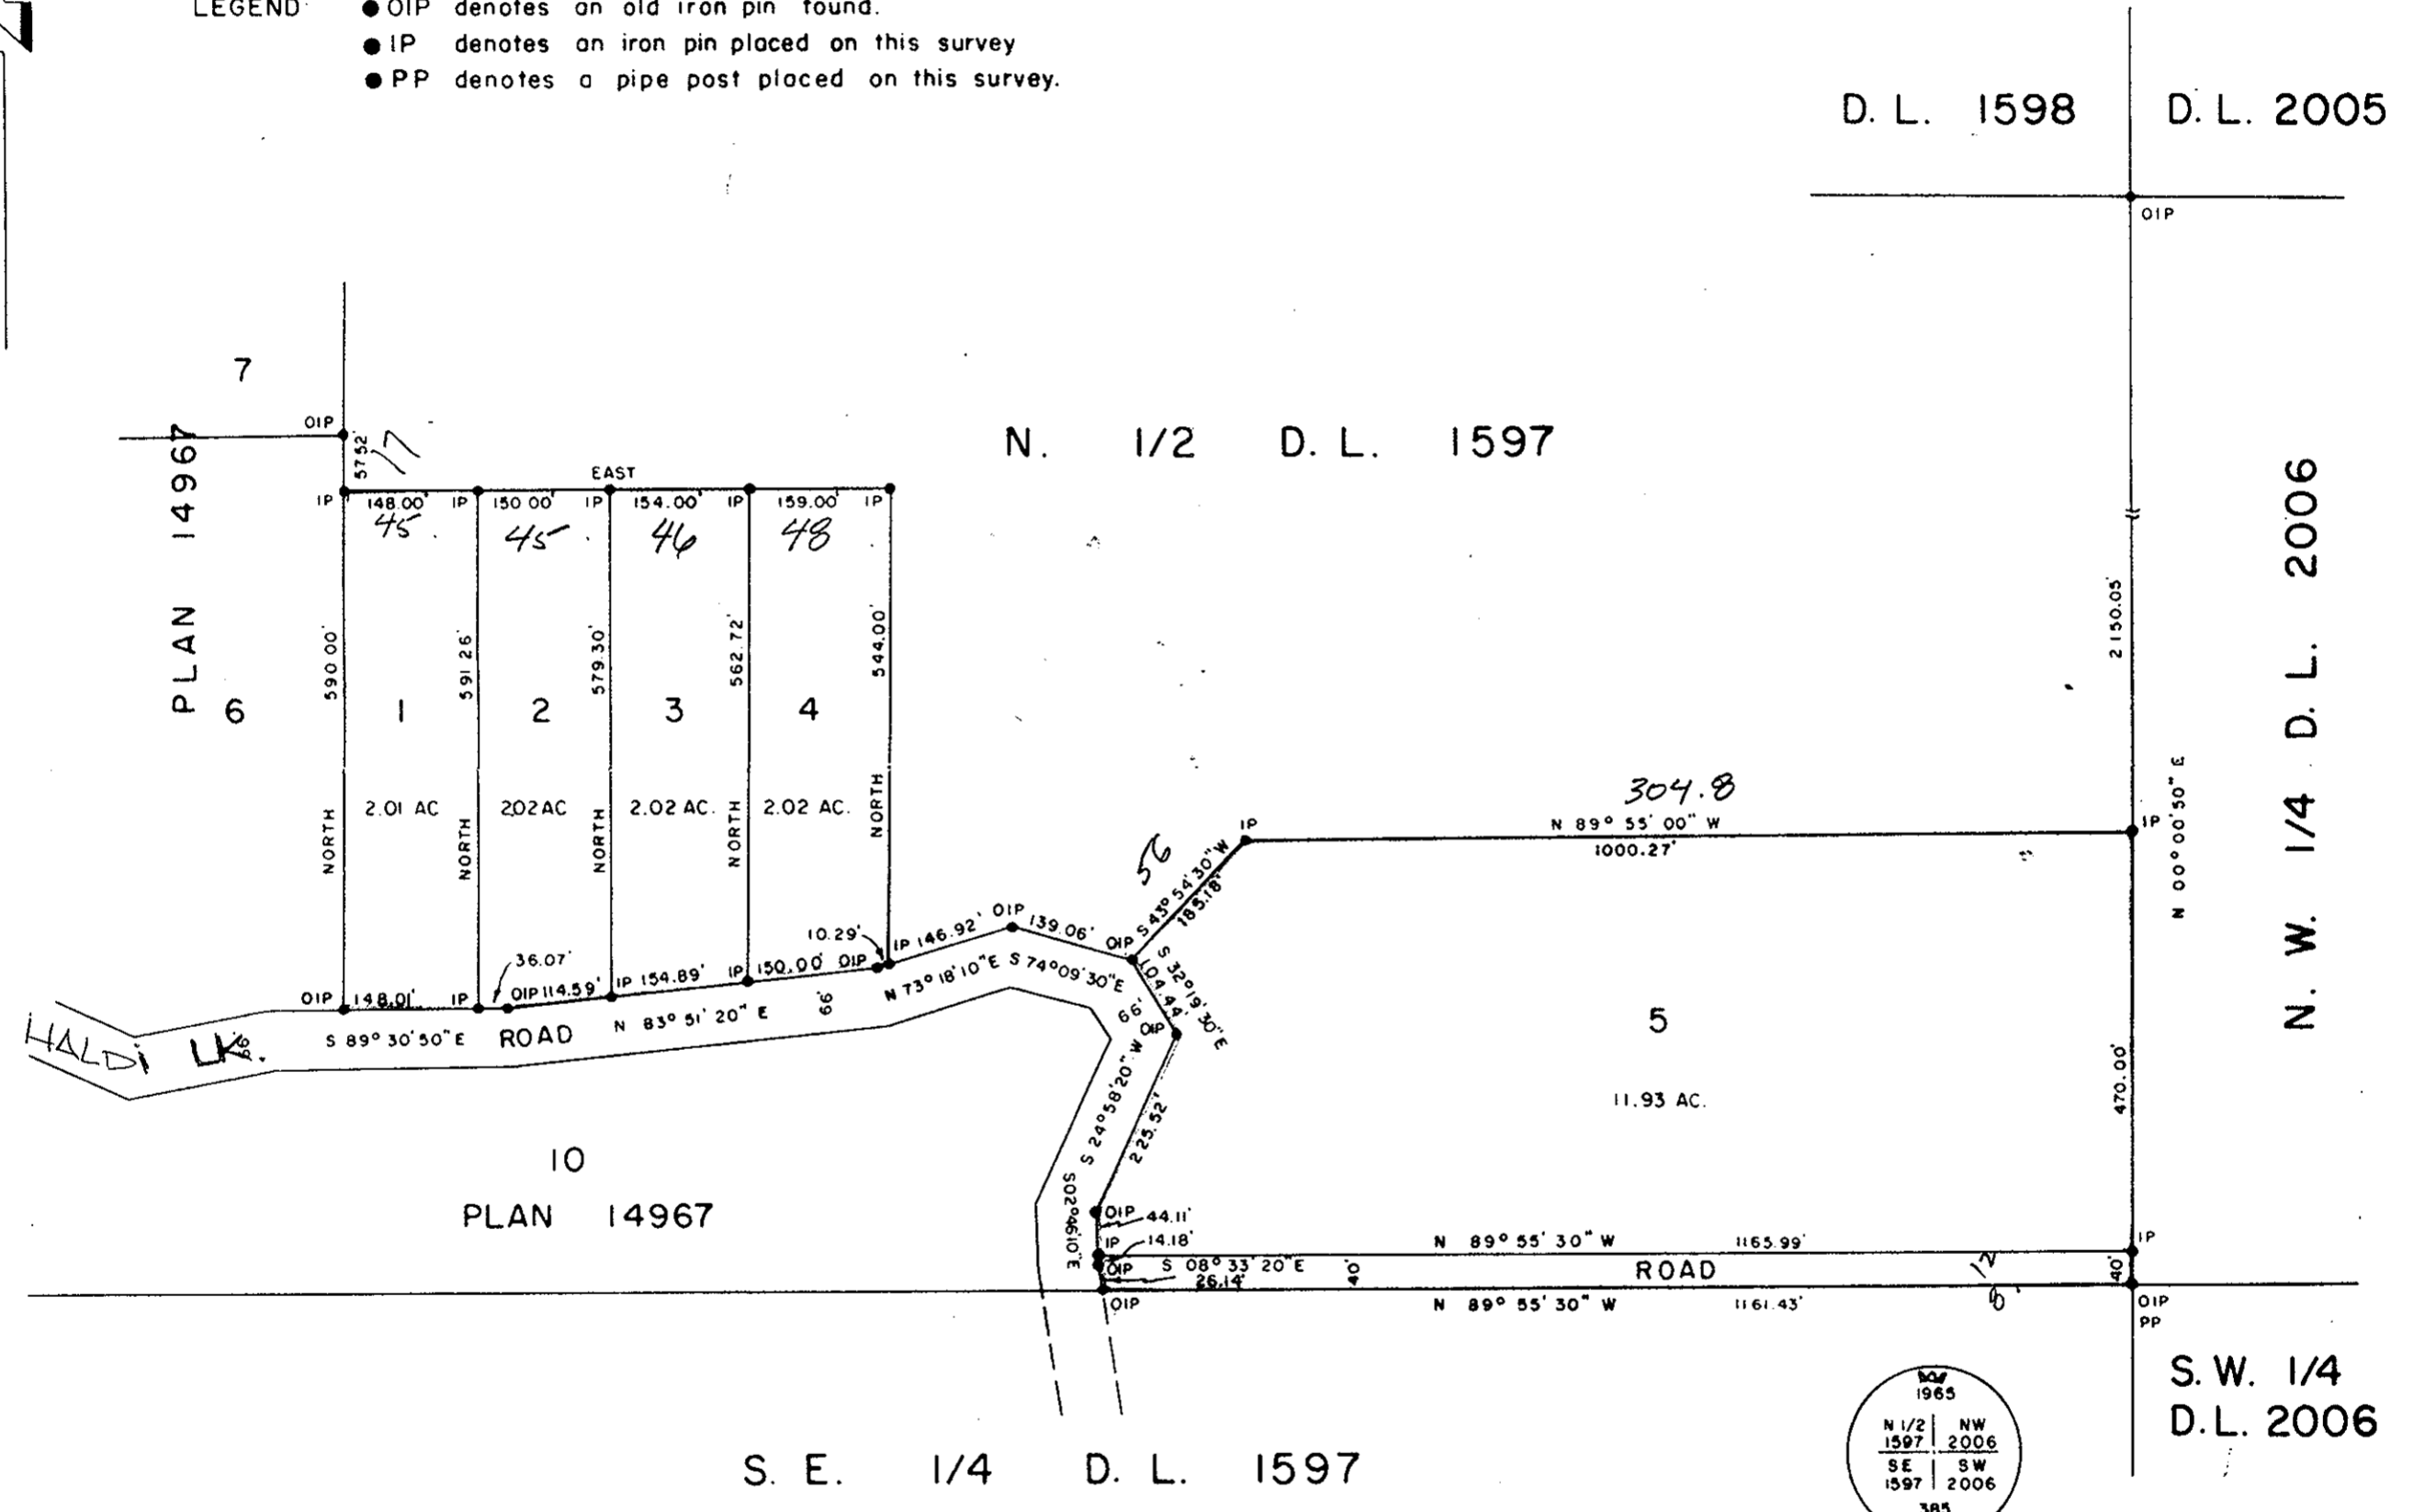 LEGEND
● OIP denotes an old iron pin found.
● IP denotes an iron pin placed on this survey
● PP denotes a pipe post placed on this survey.
D. L. 1598
D. L. 2005
OIP
7
OIP
57.52'
17
PLAN 14967
N. 1/2 D. L. 1597
EAST
IP 148.00' IP 150 00' IP 154.00' IP 159.00' IP
45 45 46 48
590 00'
591 26'
579.30'
562.72'
544.00'
6 1 2 3 4
2.01 AC 202 AC 2.02 AC. 2.02 AC.
NORTH NORTH NORTH NORTH NORTH
2150.05'
N. W. 1/4 D. L. 2006
304.8
IP N 89° 55' 00" W IP
1000.27'
N 00° 00' 50" E
56
S 43° 54' 30" W
185.18'
10.29' IP 146.92' OIP 139.06' OIP
36.07'
OIP 148.01' IP OIP 114.59' IP 154.89' IP 150.00' OIP
N 73° 18' 10" E S 74° 09' 30" E
S 32° 19' 30" E
104.44'
66'
66'
OIP
HALDi LK.
66'
S 89° 30' 50" E ROAD N 83° 51' 20" E
5
11.93 AC.
470.00'
S 24° 58' 20" W
225.52'
10
PLAN 14967
S02°46'10"E
OIP 44.11'
IP 14.18'
N 89° 55' 30" W 1165.99' IP
OIP S 08° 33' 20" E
26.14'
40'
ROAD
12
40'
OIP
N 89° 55' 30" W 1161.43'
OIP
PP
S. W. 1/4
D. L. 2006
S. E. 1/4 D. L. 1597
1965
N 1/2 NW
1597 2006
SE SW
1597 2006
385